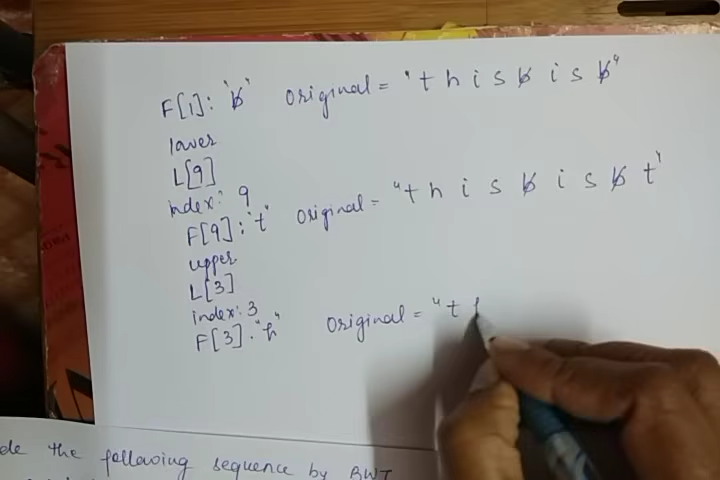 F[1]: "ƀ" Original = "t h i s ƀ i s ƀ"
lower
L[9]
index: 9
F[9]: "t" Original = "t h i s ƀ i s ƀ t"
upper
L[3]
index: 3
F[3]: "h" Original = "t h
de the following sequence by BWT